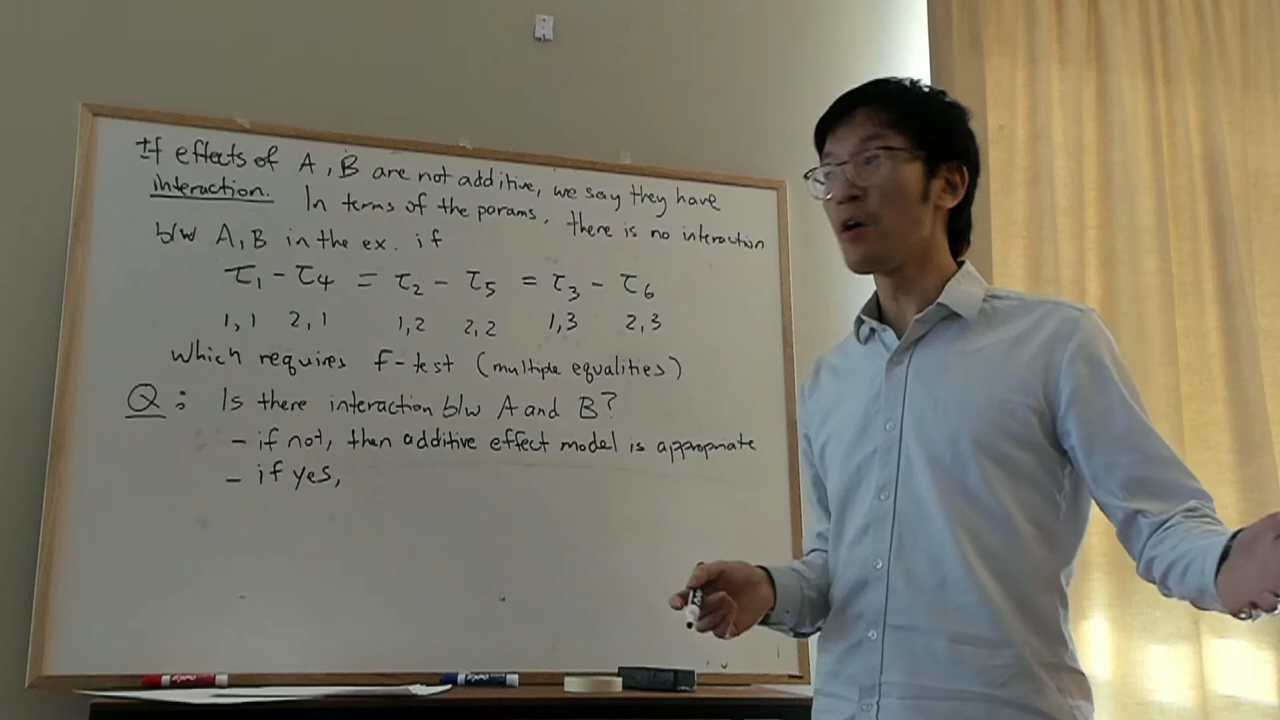 If effects of A, B are not additive, we say they have
interaction. In terms of the params, there is no interaction
b/w A, B in the ex. if
τ₁ - τ₄ = τ₂ - τ₅ = τ₃ - τ₆
1,1 2,1 1,2 2,2 1,3 2,3
which requires F-test (multiple equalities)
Q: Is there interaction b/w A and B?
- if not, then additive effect model is appropriate
- if yes,